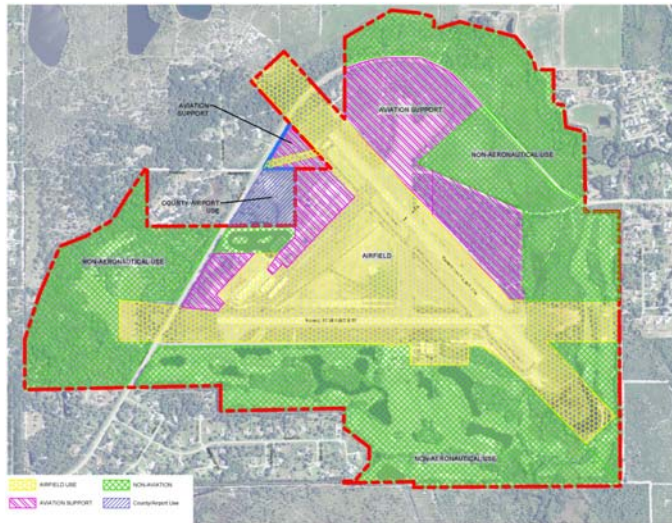 AVIATION
SUPPORT
AVIATION SUPPORT
NON-AERONAUTICAL USE
COUNTY-AIRPORT
USE
NON-AERONAUTICAL USE
AIRFIELD
NON-AERONAUTICAL USE
AIRFIELD USE
NON-AVIATION
AVIATION SUPPORT
County/Airport Use